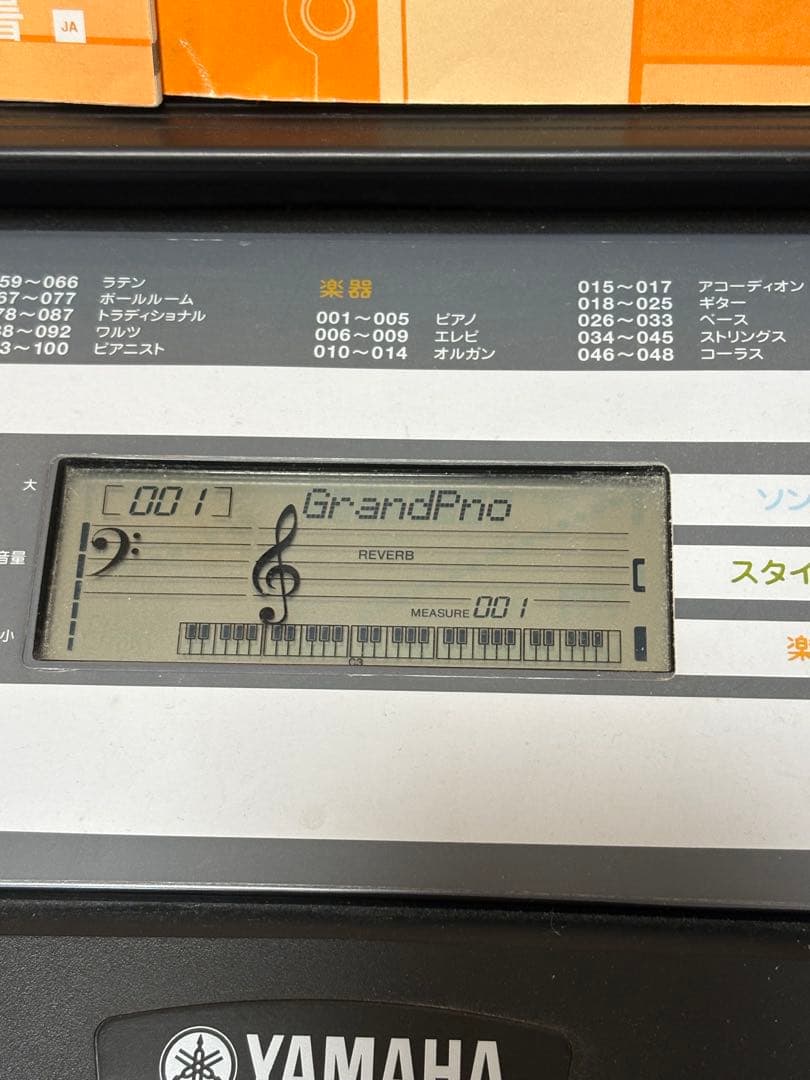 音
JA
59～066 ラテン
67～077 ボールルーム
78～087 トラディショナル
88～092 ワルツ
3～100 ピアニスト
楽器
001～005 ピアノ
006～009 エレピ
010～014 オルガン
015～017 アコーディオン
018～025 ギター
026～033 ベース
034～045 ストリングス
046～048 コーラス
大
音量
小
001 GrandPno
REVERB
MEASURE 001
C3
ソン
スタイ
楽
YAMAHA